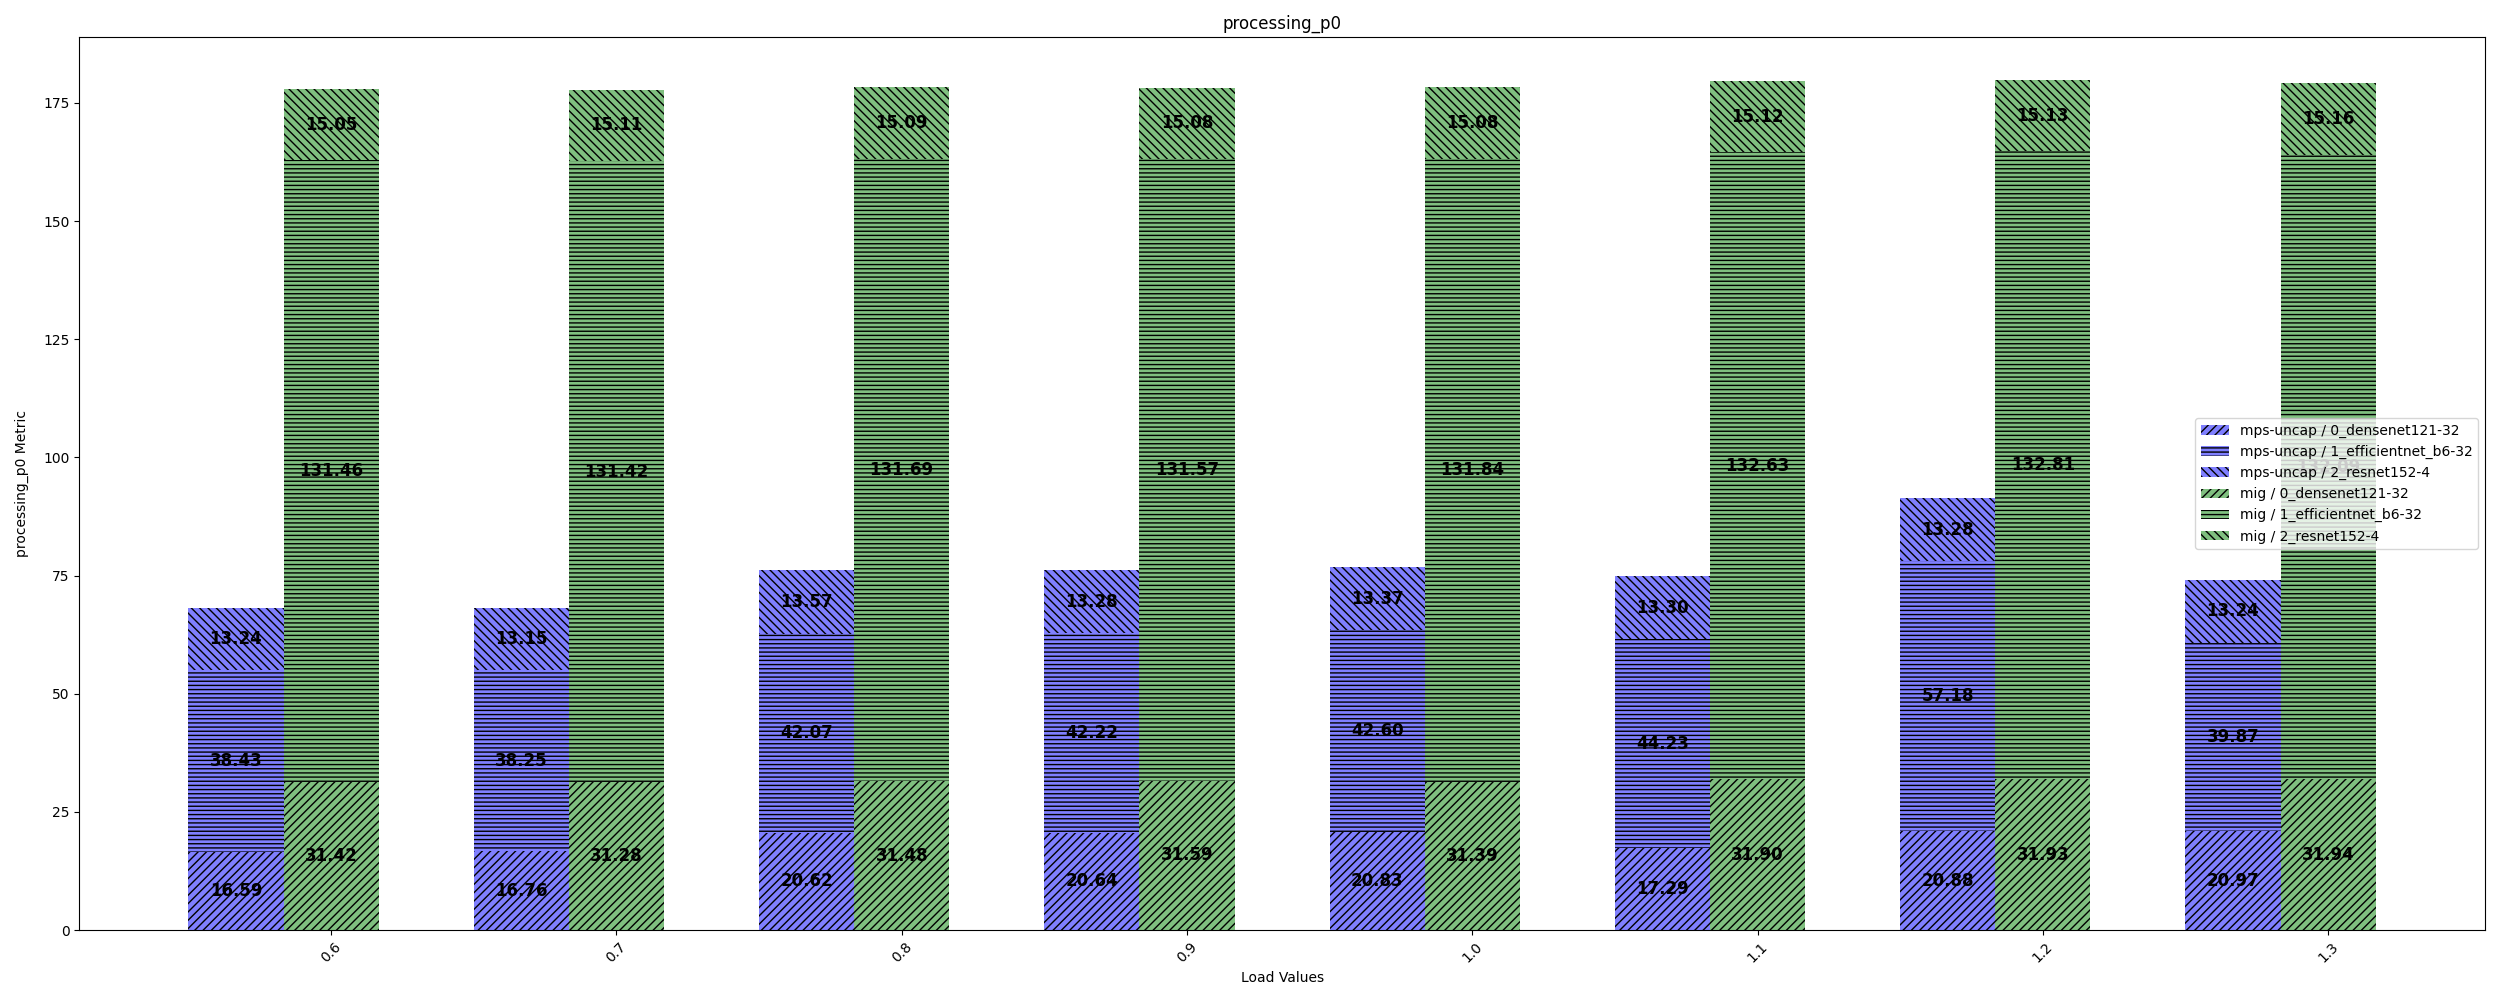 processing_p0
processing_p0 Metric
175
150
125
100
75
50
25
0
15.05 15.11 15.09 15.08 15.08 15.12 15.13 15.16
131.46 131.42 131.69 131.57 131.84 132.63 132.81
31.42 31.28 31.48 31.59 31.39 31.90 31.93 31.94
13.24 13.15 13.57 13.28 13.37 13.30 13.28 13.24
38.43 38.25 42.07 42.22 42.60 44.23 57.18 39.87
16.59 16.76 20.62 20.64 20.83 17.29 20.88 20.97
mps-uncap / 0_densenet121-32
mps-uncap / 1_efficientnet_b6-32
mps-uncap / 2_resnet152-4
mig / 0_densenet121-32
mig / 1_efficientnet_b6-32
mig / 2_resnet152-4
0.6 0.7 0.8 0.9 1.0 1.1 1.2 1.3
Load Values